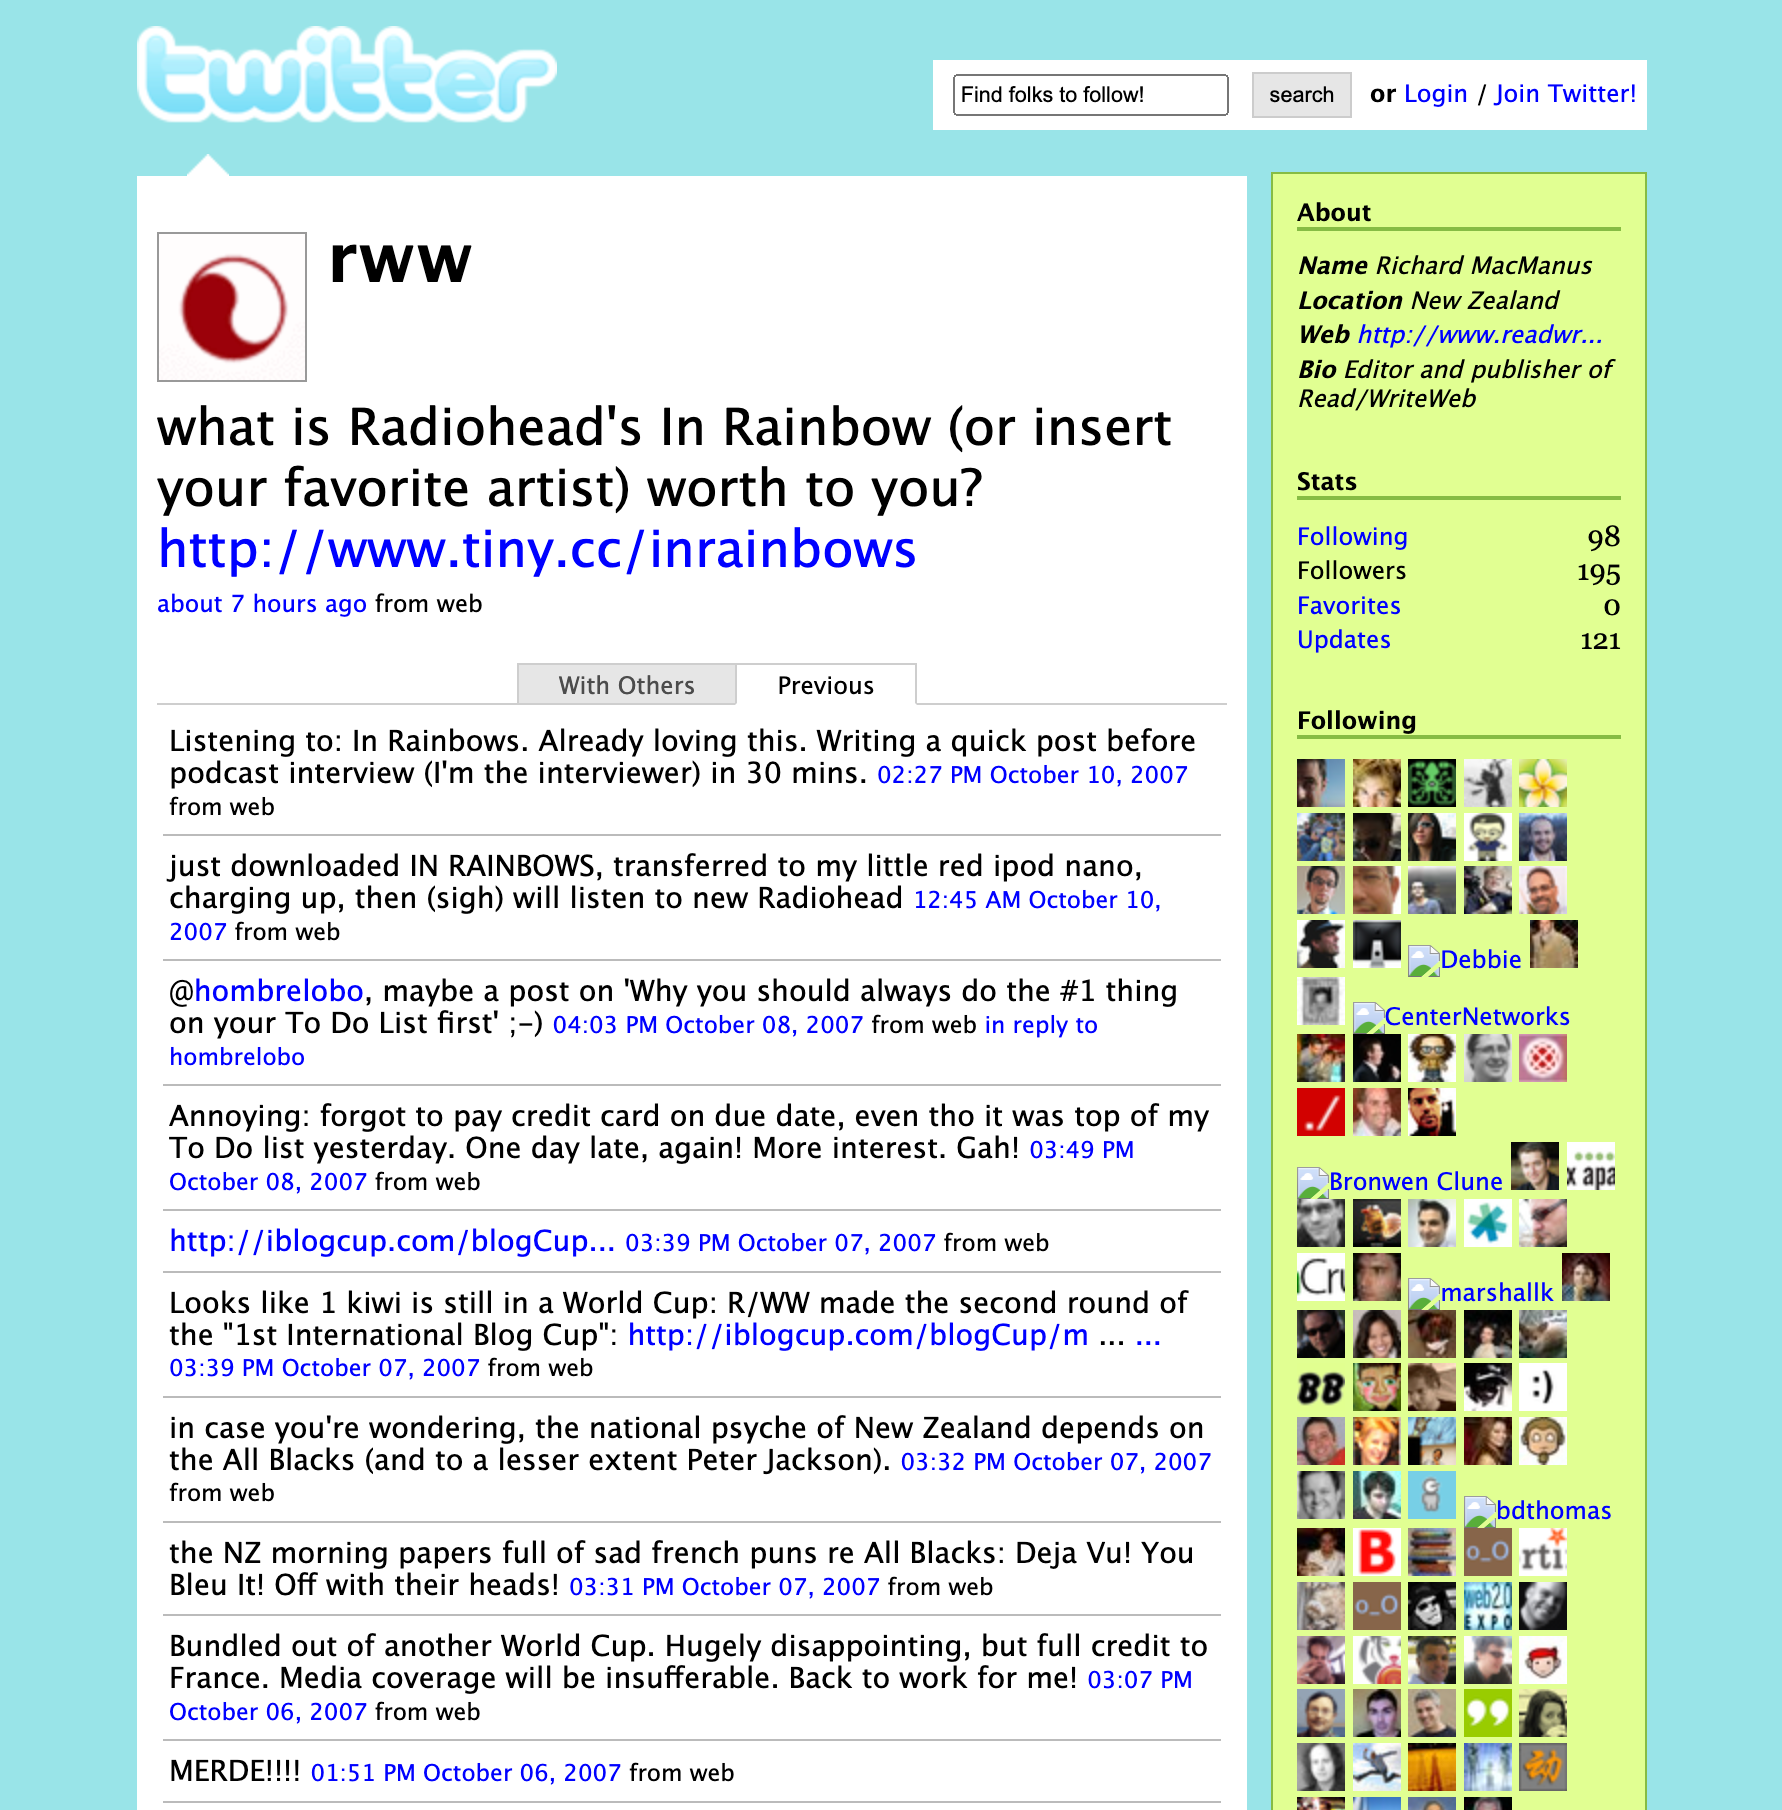 twitter
Find folks to follow!
search
or Login / Join Twitter!
rww
what is Radiohead's In Rainbow (or insert
your favorite artist) worth to you?
http://www.tiny.cc/inrainbows
about 7 hours ago from web
With Others
Previous
Listening to: In Rainbows. Already loving this. Writing a quick post before
podcast interview (I'm the interviewer) in 30 mins. 02:27 PM October 10, 2007
from web
just downloaded IN RAINBOWS, transferred to my little red ipod nano,
charging up, then (sigh) will listen to new Radiohead 12:45 AM October 10,
2007 from web
@hombrelobo, maybe a post on 'Why you should always do the #1 thing
on your To Do List first' ;-) 04:03 PM October 08, 2007 from web in reply to
hombrelobo
Annoying: forgot to pay credit card on due date, even tho it was top of my
To Do list yesterday. One day late, again! More interest. Gah! 03:49 PM
October 08, 2007 from web
http://iblogcup.com/blogCup... 03:39 PM October 07, 2007 from web
Looks like 1 kiwi is still in a World Cup: R/WW made the second round of
the "1st International Blog Cup": http://iblogcup.com/blogCup/m ... ...
03:39 PM October 07, 2007 from web
in case you're wondering, the national psyche of New Zealand depends on
the All Blacks (and to a lesser extent Peter Jackson). 03:32 PM October 07, 2007
from web
the NZ morning papers full of sad french puns re All Blacks: Deja Vu! You
Bleu It! Off with their heads! 03:31 PM October 07, 2007 from web
Bundled out of another World Cup. Hugely disappointing, but full credit to
France. Media coverage will be insufferable. Back to work for me! 03:07 PM
October 06, 2007 from web
MERDE!!!! 01:51 PM October 06, 2007 from web
About
Name Richard MacManus
Location New Zealand
Web http://www.readwr...
Bio Editor and publisher of
Read/WriteWeb
Stats
Following 98
Followers 195
Favorites 0
Updates 121
Following
Debbie
CenterNetworks
./
Bronwen Clune
x apa
Cru
marshallk
BB
:)
bdthomas
B
o_O
rti
o_O
web2.0
EXPO
动